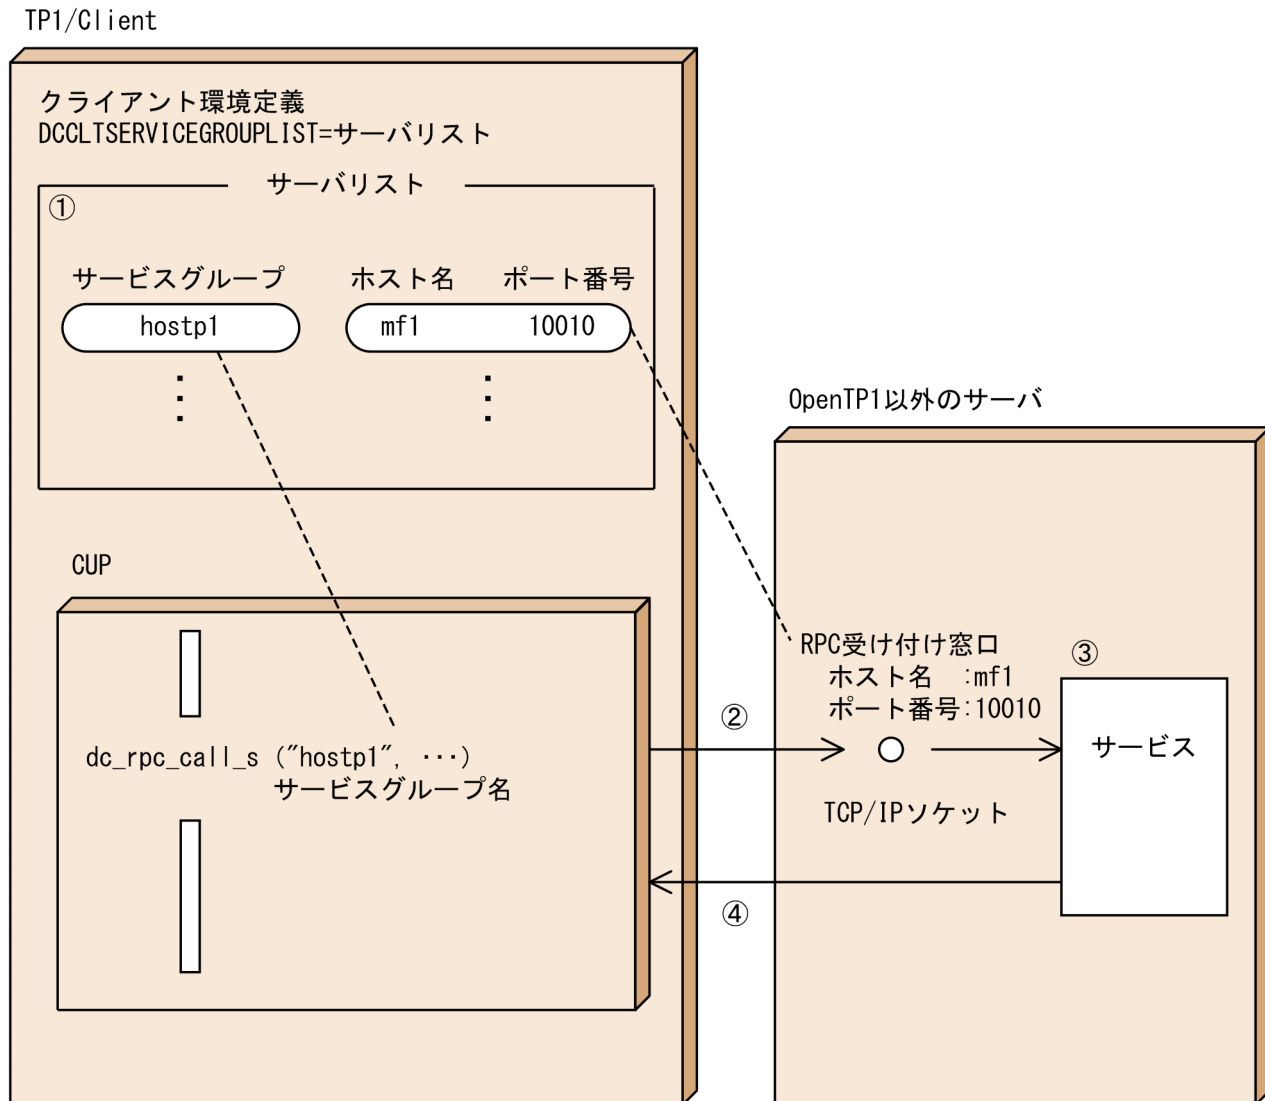 TP1/Client
クライアント環境定義
DCCLTSERVICEGROUPLIST=サーバリスト
サーバリスト
①
サービスグループ ホスト名 ポート番号
hostp1 mf1 10010
OpenTP1以外のサーバ
CUP
RPC受け付け窓口
③
ホスト名 :mf1
ポート番号:10010
②
サービス
dc_rpc_call_s ("hostp1", ･･･)
サービスグループ名
TCP/IPソケット
④